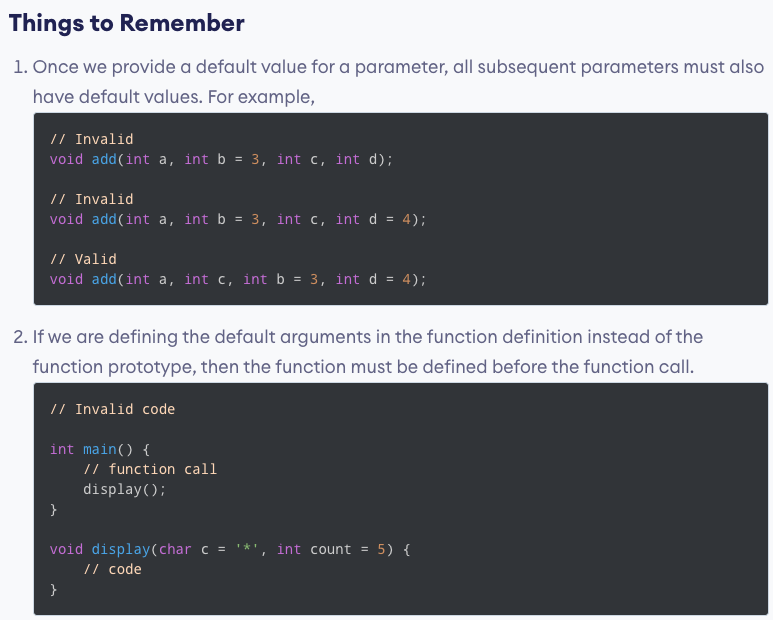 Things to Remember
1. Once we provide a default value for a parameter, all subsequent parameters must also
have default values. For example,
// Invalid
void add(int a, int b = 3, int c, int d);
// Invalid
void add(int a, int b = 3, int c, int d = 4);
// Valid
void add(int a, int c, int b = 3, int d = 4);
2. If we are defining the default arguments in the function definition instead of the
function prototype, then the function must be defined before the function call.
// Invalid code
int main() {
    // function call
    display();
}
void display(char c = '*', int count = 5) {
    // code
}